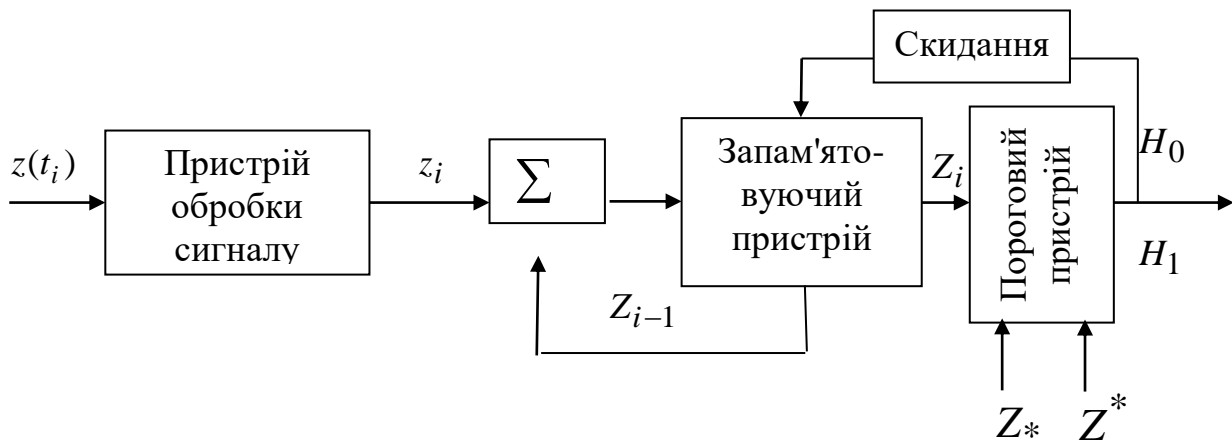 Скидання
z(t_i)
Пристрій
обробки
сигналу
z_i
Σ
Запам'ято-
вуючий
пристрій
Z_i
Пороговий
пристрій
H_0
H_1
Z_{i-1}
Z_*
Z^*